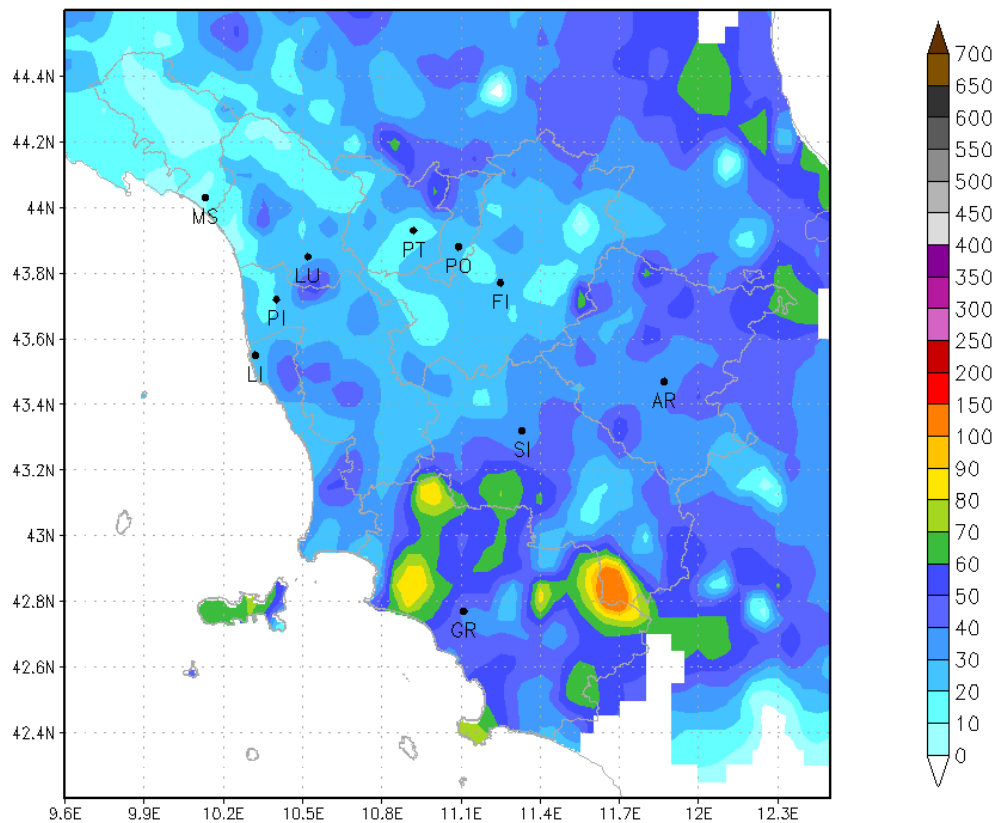 44.4N
44.2N
44N
43.8N
43.6N
43.4N
43.2N
43N
42.8N
42.6N
42.4N
9.6E 9.9E 10.2E 10.5E 10.8E 11.1E 11.4E 11.7E 12E 12.3E
MS
PT
PO
LU
FI
PI
LI
AR
SI
GR
700
650
600
550
500
450
400
350
300
250
200
150
100
90
80
70
60
50
40
30
20
10
0